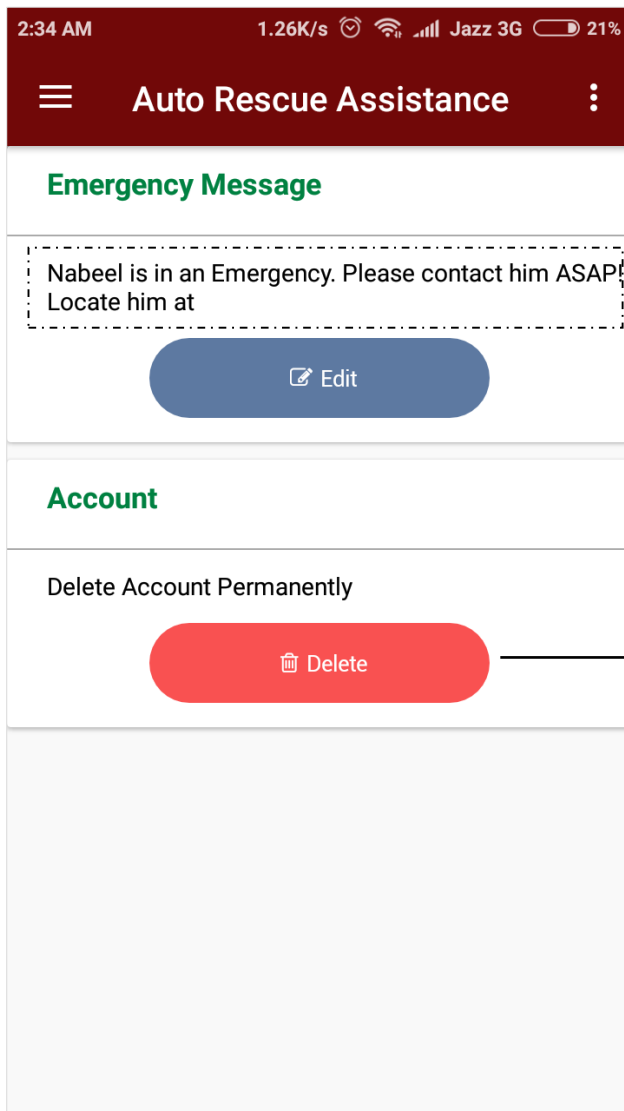 2:34 AM 1.26K/s Jazz 3G 21%
Auto Rescue Assistance
Emergency Message
Nabeel is in an Emergency. Please contact him ASAP!
Locate him at
Edit
Account
Delete Account Permanently
Delete